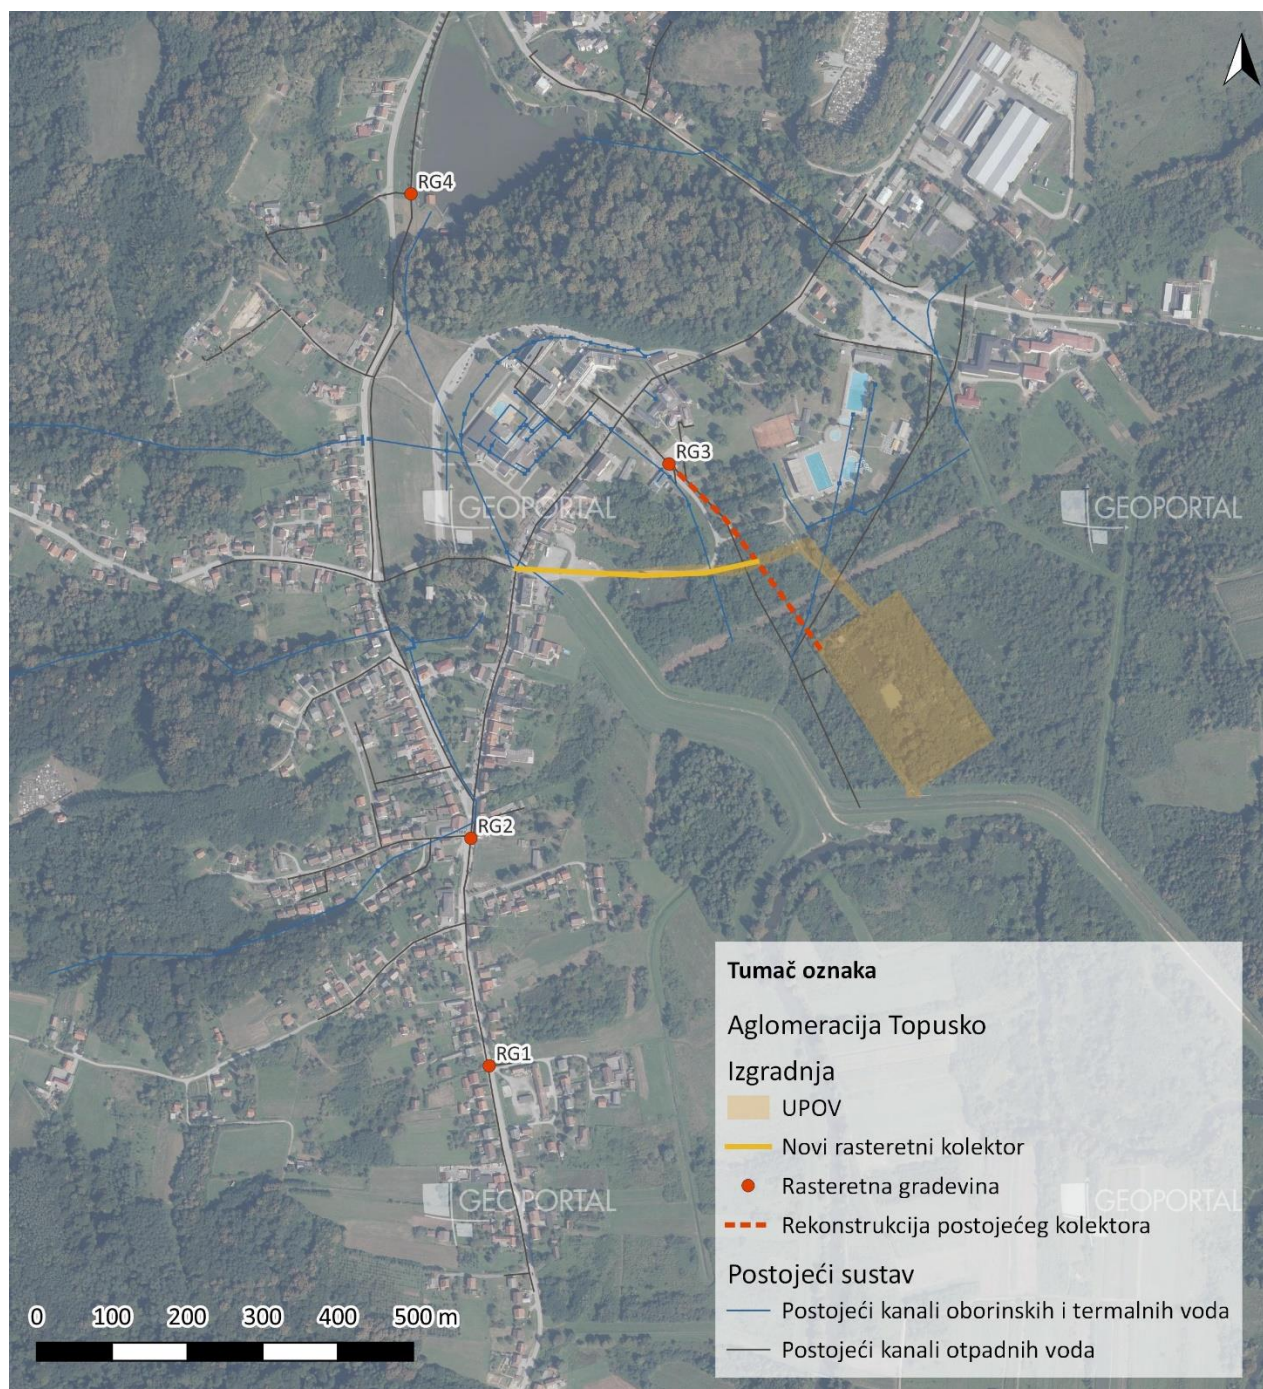 RG4
RG3
GEOPORTAL
GEOPORTAL
RG2
RG1
Tumač oznaka
Aglomeracija Topusko
Izgradnja
UPOV
Novi rasteretni kolektor
Rasteretna građevina
GEOPORTAL
GEOPORTAL
Rekonstrukcija postojećeg kolektora
Postojeći sustav
Postojeći kanali oborinskih i termalnih voda
Postojeći kanali otpadnih voda
0 100 200 300 400 500 m